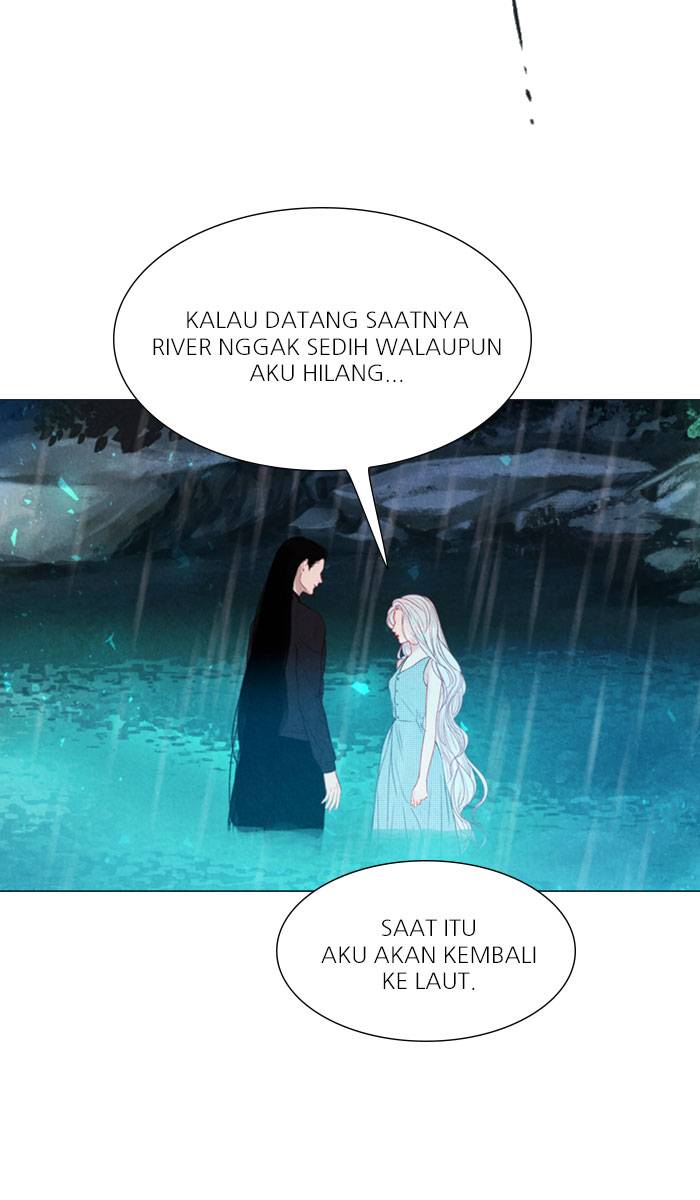 KALAU DATANG SAATNYA
RIVER NGGAK SEDIH WALAUPUN
AKU HILANG...
SAAT ITU
AKU AKAN KEMBALI
KE LAUT.